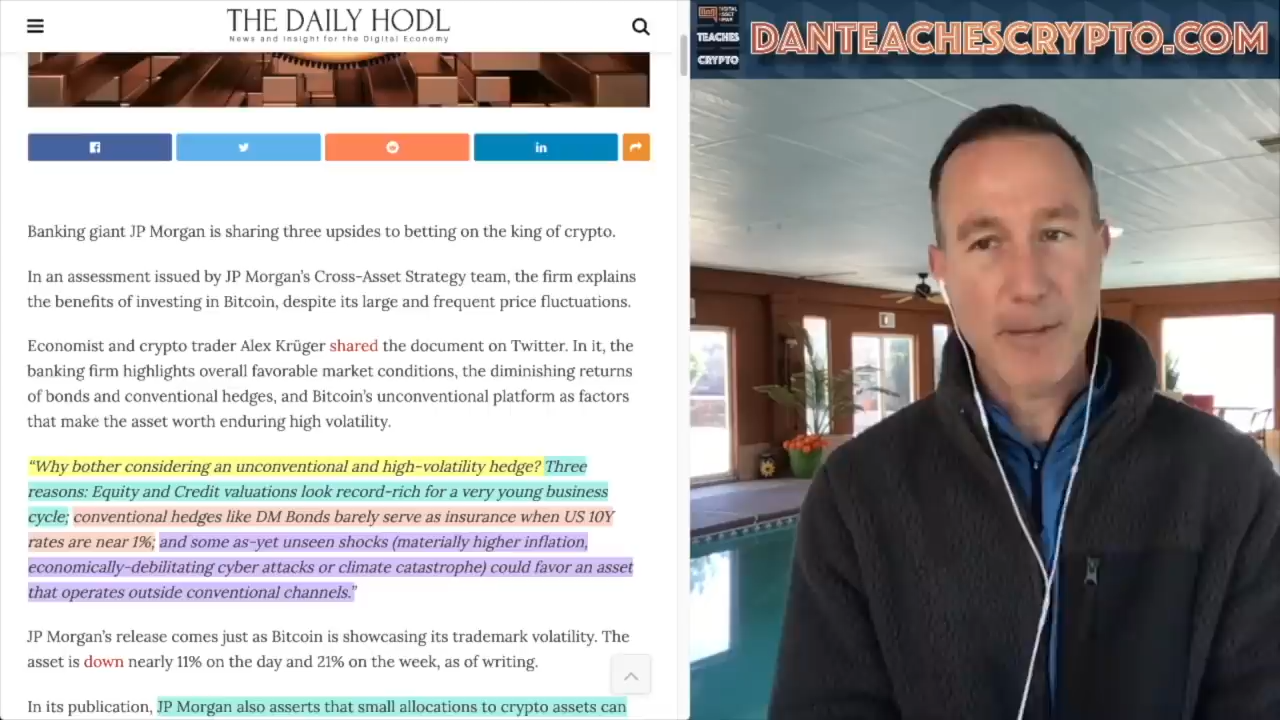 THE DAILY HODL
News and Insight for the Digital Economy
DIGITAL
ASSET
NEWS
TEACHES
CRYPTO
DANTEACHESCRYPTO.COM
in
Banking giant JP Morgan is sharing three upsides to betting on the king of crypto.
In an assessment issued by JP Morgan’s Cross-Asset Strategy team, the firm explains
the benefits of investing in Bitcoin, despite its large and frequent price fluctuations.
Economist and crypto trader Alex Krüger shared the document on Twitter. In it, the
banking firm highlights overall favorable market conditions, the diminishing returns
of bonds and conventional hedges, and Bitcoin’s unconventional platform as factors
that make the asset worth enduring high volatility.
“Why bother considering an unconventional and high-volatility hedge? Three
reasons: Equity and Credit valuations look record-rich for a very young business
cycle; conventional hedges like DM Bonds barely serve as insurance when US 10Y
rates are near 1%; and some as-yet unseen shocks (materially higher inflation,
economically-debilitating cyber attacks or climate catastrophe) could favor an asset
that operates outside conventional channels.”
JP Morgan’s release comes just as Bitcoin is showcasing its trademark volatility. The
asset is down nearly 11% on the day and 21% on the week, as of writing.
In its publication, JP Morgan also asserts that small allocations to crypto assets can